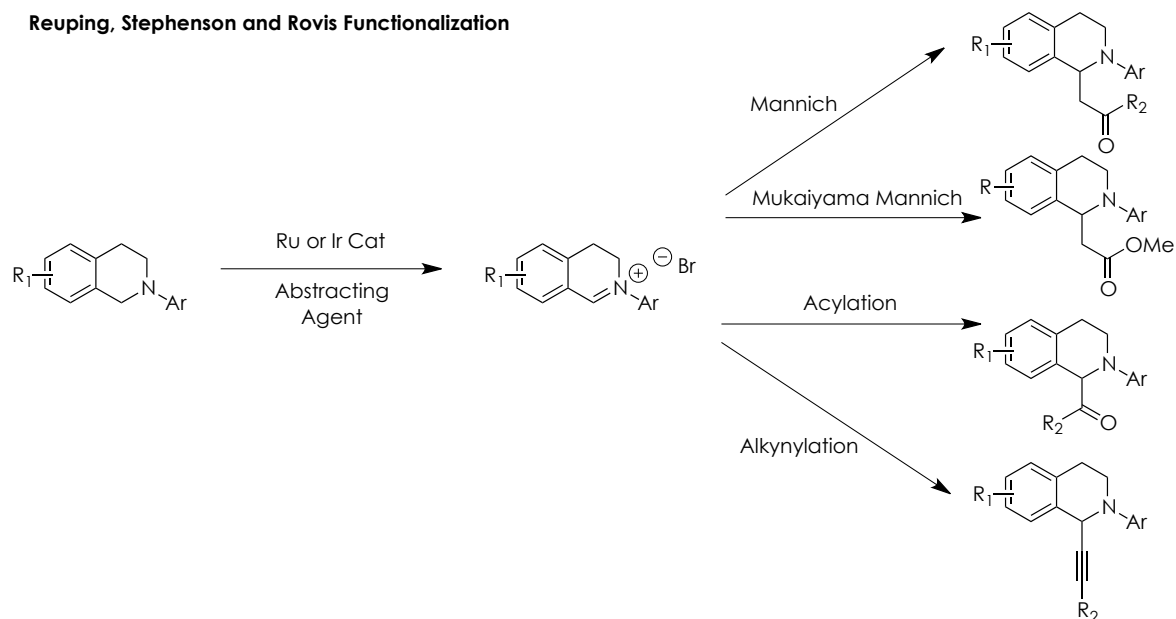 Reuping, Stephenson and Rovis Functionalization
R1
N
Ar
Ru or Ir Cat
Abstracting
Agent
R1
N
+
Ar
− Br
Mannich
R1
N
Ar
R2
O
Mukaiyama Mannich
R
N
Ar
OMe
O
Acylation
R1
N
Ar
R2
O
Alkynylation
R1
N
Ar
R2